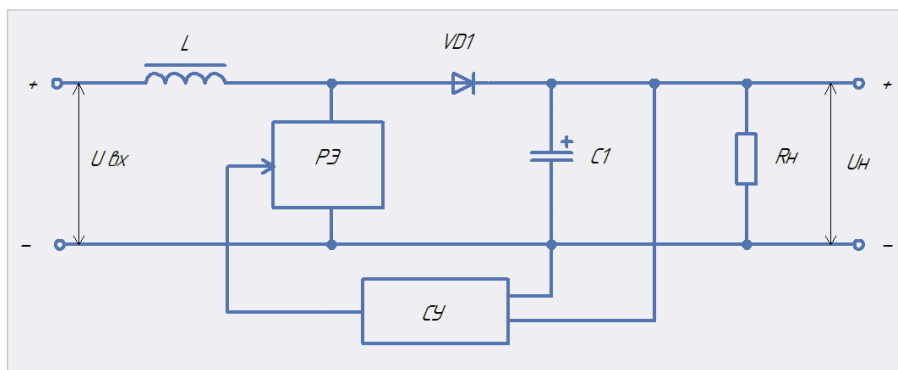 L
VD1
+
+
U вх
РЭ
+
C1
Rн
Uн
−
−
СУ